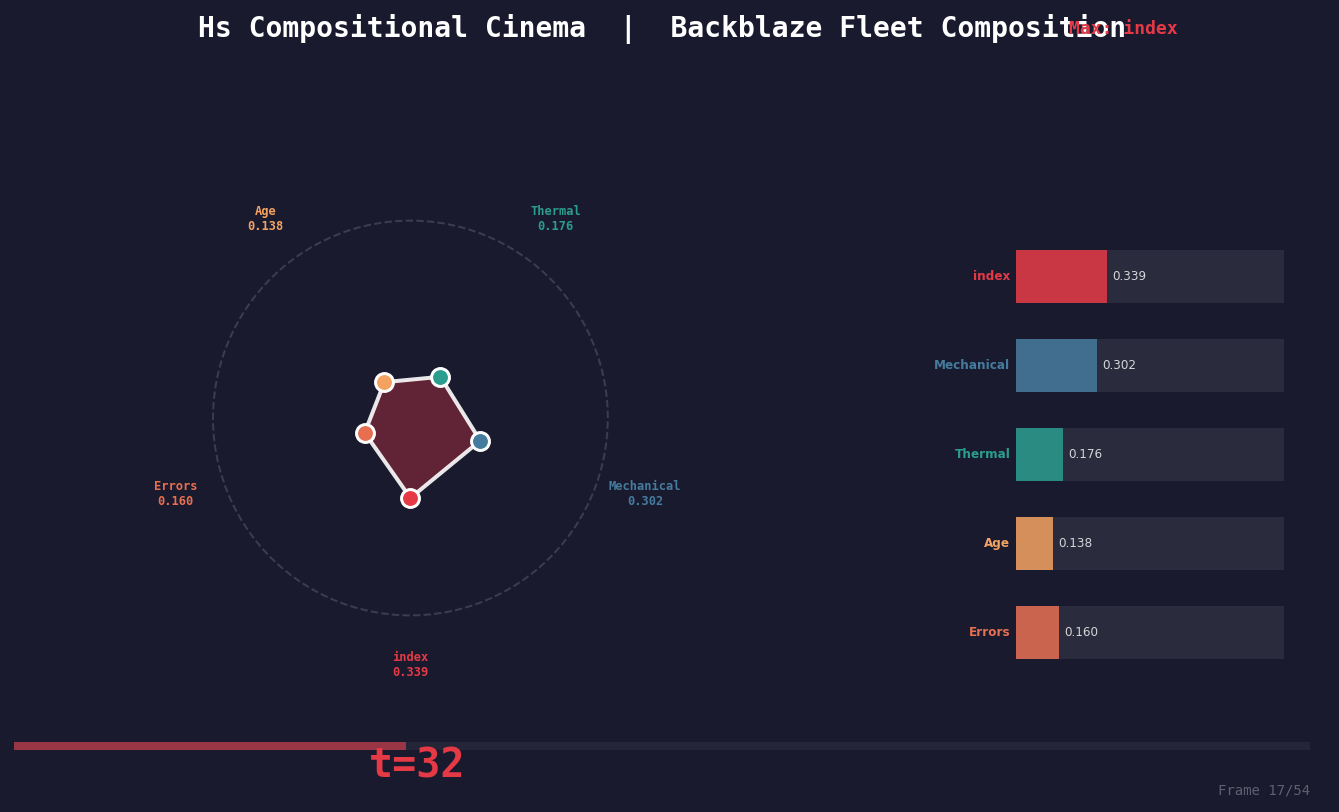 Hs Compositional Cinema  |  Backblaze Fleet Composition
Max: index
Age
0.138
Thermal
0.176
Errors
0.160
Mechanical
0.302
index
0.339
index 0.339
Mechanical 0.302
Thermal 0.176
Age 0.138
Errors 0.160
t=32
Frame 17/54